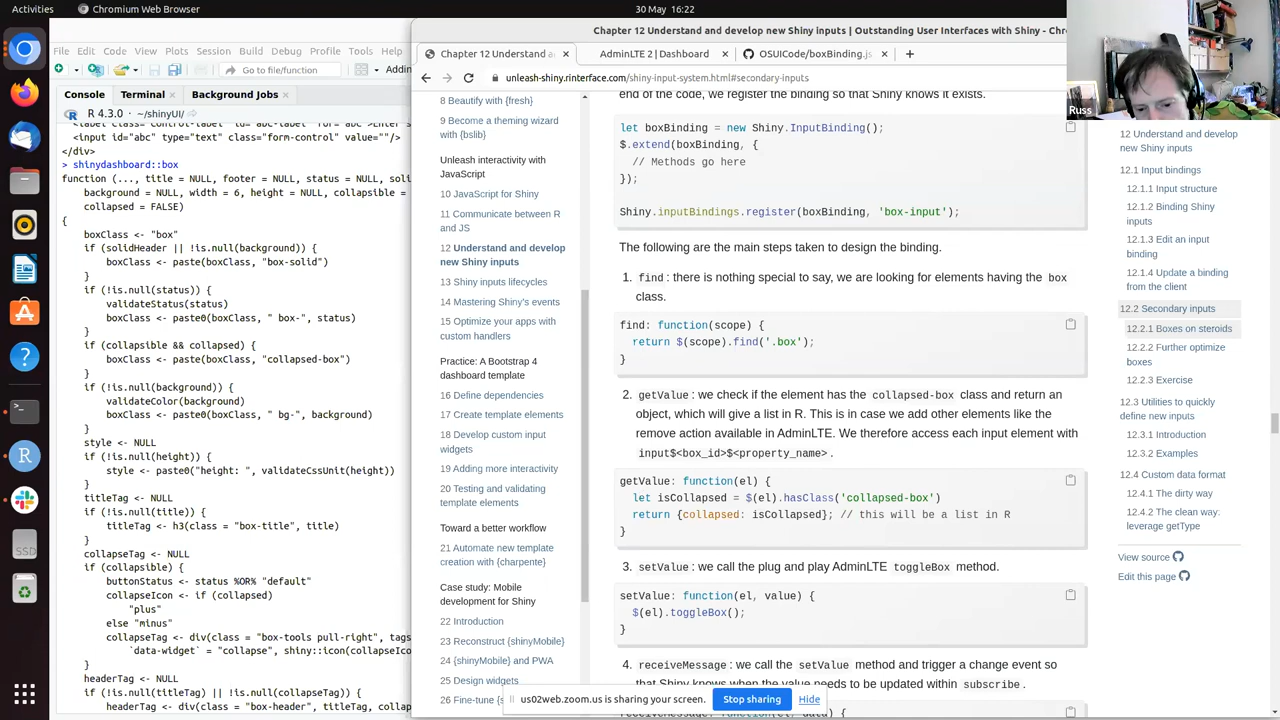 Activities
Chromium Web Browser
30 May 16:22
Chapter 12 Understand and develop new Shiny inputs | Outstanding User Interfaces with Shiny - Chro
File Edit Code View Plots Session Build Debug Profile Tools
Go to file/function
Addin
Console Terminal Background Jobs
R 4.3.0 · ~/shinyUI/
<input id="abc" type="text" class="form-control" value=""/>
</div>
> shinydashboard::box
function (..., title = NULL, footer = NULL, status = NULL, soli
background = NULL, width = 6, height = NULL, collapsible =
collapsed = FALSE)
{
boxClass <- "box"
if (solidHeader || !is.null(background)) {
boxClass <- paste(boxClass, "box-solid")
}
if (!is.null(status)) {
validateStatus(status)
boxClass <- paste0(boxClass, " box-", status)
}
if (collapsible && collapsed) {
boxClass <- paste(boxClass, "collapsed-box")
}
if (!is.null(background)) {
validateColor(background)
boxClass <- paste0(boxClass, " bg-", background)
}
style <- NULL
if (!is.null(height)) {
style <- paste0("height: ", validateCssUnit(height))
}
titleTag <- NULL
if (!is.null(title)) {
titleTag <- h3(class = "box-title", title)
}
collapseTag <- NULL
if (collapsible) {
buttonStatus <- status %OR% "default"
collapseIcon <- if (collapsed)
"plus"
else "minus"
collapseTag <- div(class = "box-tools pull-right", tags
`data-widget` = "collapse", shiny::icon(collapseIco
}
headerTag <- NULL
if (!is.null(titleTag) || !is.null(collapseTag)) {
headerTag <- div(class = "box-header", titleTag, collap
Chapter 12 Understand a
AdminLTE 2 | Dashboard
OSUICode/boxBinding.js
unleash-shiny.rinterface.com/shiny-input-system.html#secondary-inputs
8 Beautify with {fresh}
9 Become a theming wizard
with {bslib}
Unleash interactivity with
JavaScript
10 JavaScript for Shiny
11 Communicate between R
and JS
12 Understand and develop
new Shiny inputs
13 Shiny inputs lifecycles
14 Mastering Shiny's events
15 Optimize your apps with
custom handlers
Practice: A Bootstrap 4
dashboard template
16 Define dependencies
17 Create template elements
18 Develop custom input
widgets
19 Adding more interactivity
20 Testing and validating
template elements
Toward a better workflow
21 Automate new template
creation with {charpente}
Case study: Mobile
development for Shiny
22 Introduction
23 Reconstruct {shinyMobile}
24 {shinyMobile} and PWA
25 Design widgets
26 Fine-tune {s
end of the code, we register the binding so that Shiny knows it exists.
let boxBinding = new Shiny.InputBinding();
$.extend(boxBinding, {
// Methods go here
});
Shiny.inputBindings.register(boxBinding, 'box-input');
The following are the main steps taken to design the binding.
1. find : there is nothing special to say, we are looking for elements having the box
class.
find: function(scope) {
return $(scope).find('.box');
}
2. getValue : we check if the element has the collapsed-box class and return an
object, which will give a list in R. This is in case we add other elements like the
remove action available in AdminLTE. We therefore access each input element with
input$<box_id>$<property_name> .
getValue: function(el) {
let isCollapsed = $(el).hasClass('collapsed-box')
return {collapsed: isCollapsed}; // this will be a list in R
}
3. setValue : we call the plug and play AdminLTE toggleBox method.
setValue: function(el, value) {
$(el).toggleBox();
}
4. receiveMessage : we call the setValue method and trigger a change event so
that Shiny knows when the value needs to be updated within subscribe .
us02web.zoom.us is sharing your screen.
Stop sharing
Hide
Russ
12 Understand and develop
new Shiny inputs
12.1 Input bindings
12.1.1 Input structure
12.1.2 Binding Shiny
inputs
12.1.3 Edit an input
binding
12.1.4 Update a binding
from the client
12.2 Secondary inputs
12.2.1 Boxes on steroids
12.2.2 Further optimize
boxes
12.2.3 Exercise
12.3 Utilities to quickly
define new inputs
12.3.1 Introduction
12.3.2 Examples
12.4 Custom data format
12.4.1 The dirty way
12.4.2 The clean way:
leverage getType
View source
Edit this page
SSD